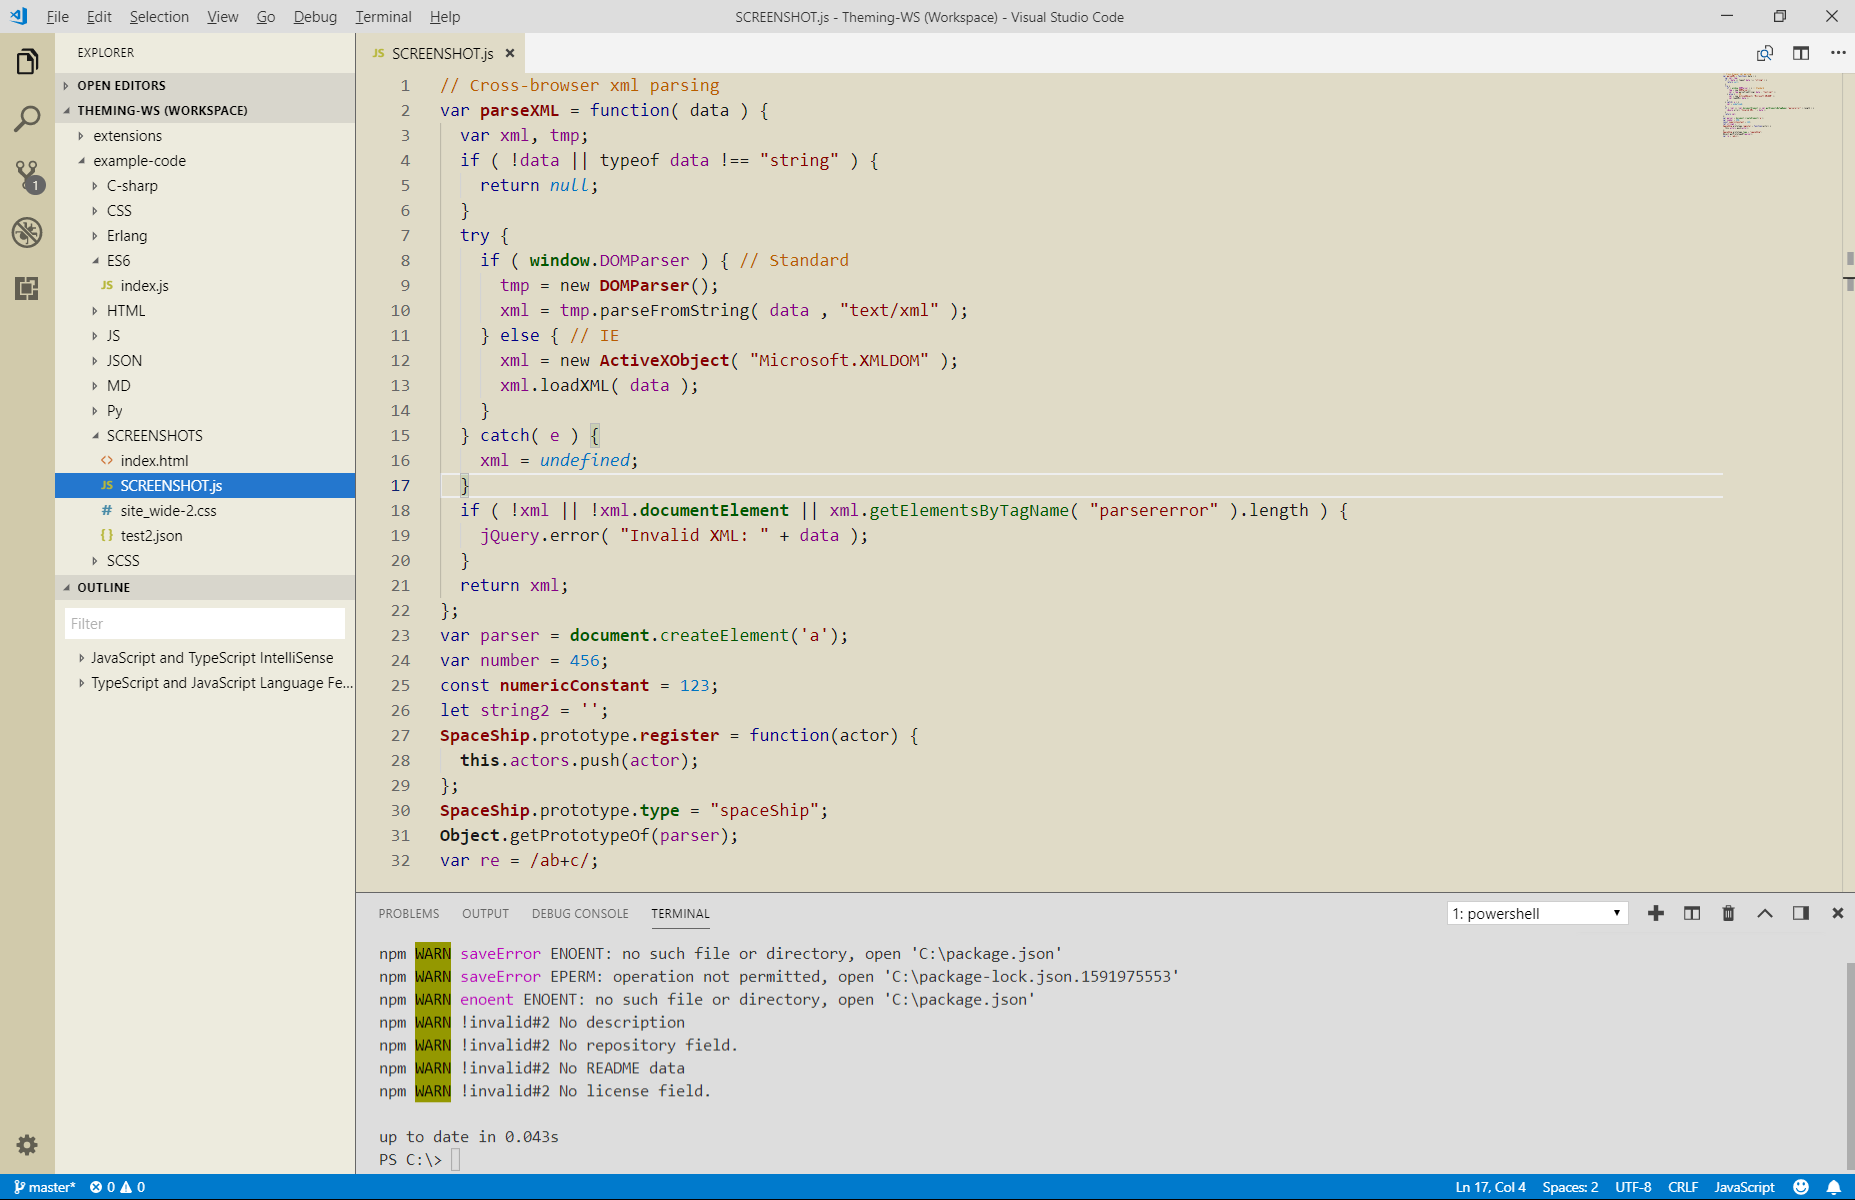 File Edit Selection View Go Debug Terminal Help
SCREENSHOT.js - Theming-WS (Workspace) - Visual Studio Code
EXPLORER
OPEN EDITORS
THEMING-WS (WORKSPACE)
extensions
example-code
C-sharp
CSS
Erlang
ES6
JS index.js
HTML
JS
JSON
MD
Py
SCREENSHOTS
<> index.html
JS SCREENSHOT.js
# site_wide-2.css
{} test2.json
SCSS
OUTLINE
Filter
JavaScript and TypeScript IntelliSense
TypeScript and JavaScript Language Fe...
1
JS SCREENSHOT.js
1 // Cross-browser xml parsing
2 var parseXML = function( data ) {
3   var xml, tmp;
4   if ( !data || typeof data !== "string" ) {
5     return null;
6   }
7   try {
8     if ( window.DOMParser ) { // Standard
9       tmp = new DOMParser();
10       xml = tmp.parseFromString( data , "text/xml" );
11     } else { // IE
12       xml = new ActiveXObject( "Microsoft.XMLDOM" );
13       xml.loadXML( data );
14     }
15   } catch( e ) {
16     xml = undefined;
17   }
18   if ( !xml || !xml.documentElement || xml.getElementsByTagName( "parsererror" ).length ) {
19     jQuery.error( "Invalid XML: " + data );
20   }
21   return xml;
22 };
23 var parser = document.createElement('a');
24 var number = 456;
25 const numericConstant = 123;
26 let string2 = '';
27 SpaceShip.prototype.register = function(actor) {
28   this.actors.push(actor);
29 };
30 SpaceShip.prototype.type = "spaceShip";
31 Object.getPrototypeOf(parser);
32 var re = /ab+c/;
PROBLEMS OUTPUT DEBUG CONSOLE TERMINAL
1: powershell
npm WARN saveError ENOENT: no such file or directory, open 'C:\package.json'
npm WARN saveError EPERM: operation not permitted, open 'C:\package-lock.json.1591975553'
npm WARN enoent ENOENT: no such file or directory, open 'C:\package.json'
npm WARN !invalid#2 No description
npm WARN !invalid#2 No repository field.
npm WARN !invalid#2 No README data
npm WARN !invalid#2 No license field.
up to date in 0.043s
PS C:\>
master* 0 0 Ln 17, Col 4 Spaces: 2 UTF-8 CRLF JavaScript